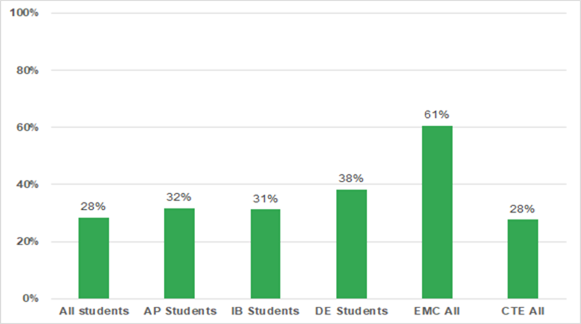 100%
80%
60%
40%
20%
0%
28%
32%
31%
38%
61%
28%
All students
AP Students
IB Students
DE Students
EMC All
CTE All